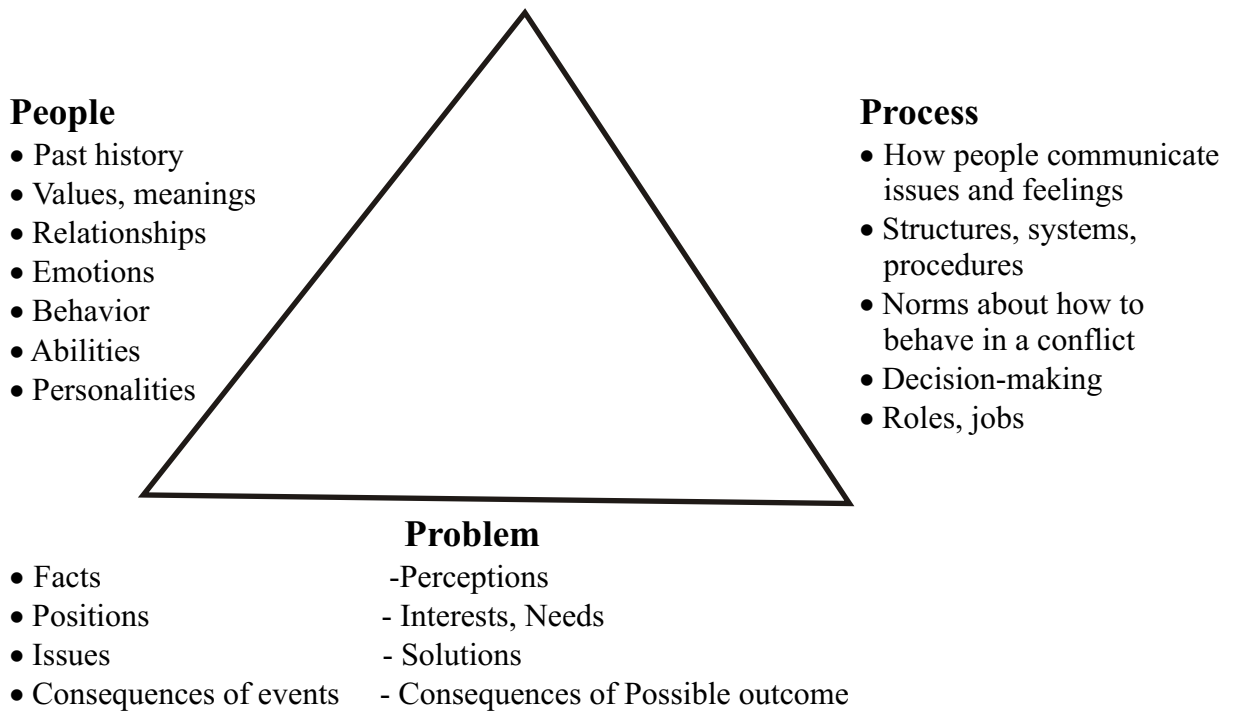 People
• Past history
• Values, meanings
• Relationships
• Emotions
• Behavior
• Abilities
• Personalities
Process
• How people communicate
issues and feelings
• Structures, systems,
procedures
• Norms about how to
behave in a conflict
• Decision-making
• Roles, jobs
Problem
• Facts -Perceptions
• Positions - Interests, Needs
• Issues - Solutions
• Consequences of events - Consequences of Possible outcome